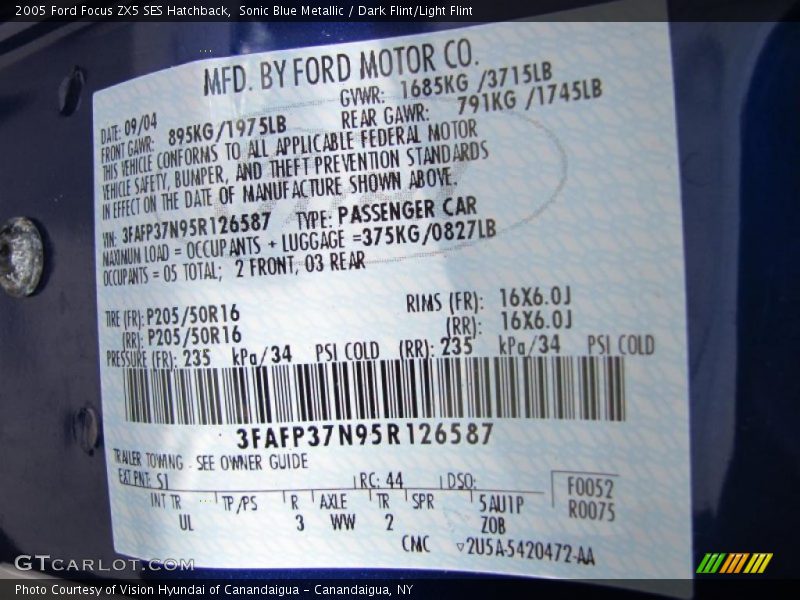 2005 Ford Focus ZX5 SES Hatchback,  Sonic Blue Metallic / Dark Flint/Light Flint
MFD. BY FORD MOTOR CO.
DATE: 09/04 GVWR: 1685KG /3715LB
FRONT GAWR: 895KG/1975LB REAR GAWR: 791KG /1745LB
THIS VEHICLE CONFORMS TO ALL APPLICABLE FEDERAL MOTOR
VEHICLE SAFETY, BUMPER, AND THEFT PREVENTION STANDARDS
IN EFFECT ON THE DATE OF MANUFACTURE SHOWN ABOVE.
VIN: 3FAFP37N95R126587 TYPE: PASSENGER CAR
MAXIMUM LOAD = OCCUPANTS + LUGGAGE =375KG/0827LB
OCCUPANTS = 05 TOTAL; 2 FRONT, 03 REAR
TIRE (FR): P205/50R16 RIMS (FR): 16X6.0J
(RR): P205/50R16 (RR): 16X6.0J
PRESSURE (FR): 235 kPa/34 PSI COLD (RR): 235 kPa/34 PSI COLD
3FAFP37N95R126587
TRAILER TOWING - SEE OWNER GUIDE
EXT PNT: S1 RC: 44 DSO: F0052
INT TR TP/PS R AXLE TR SPR 5AU1P R0075
UL 3 WW 2 Z0B
CMC 2U5A-5420472-AA
GTCarLot.com
Photo Courtesy of Vision Hyundai of Canandaigua - Canandaigua, NY